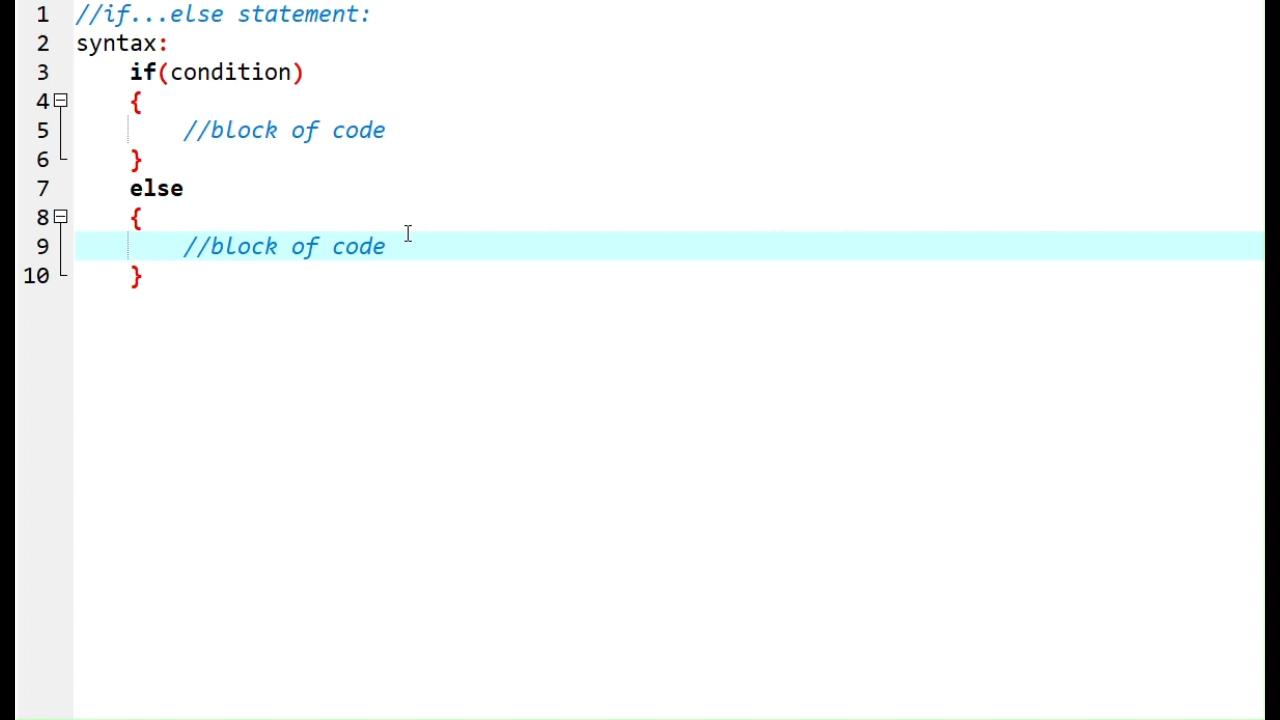 1 //if...else statement:
2 syntax:
3 if(condition)
4 {
5 //block of code
6 }
7 else
8 {
9 //block of code
10 }